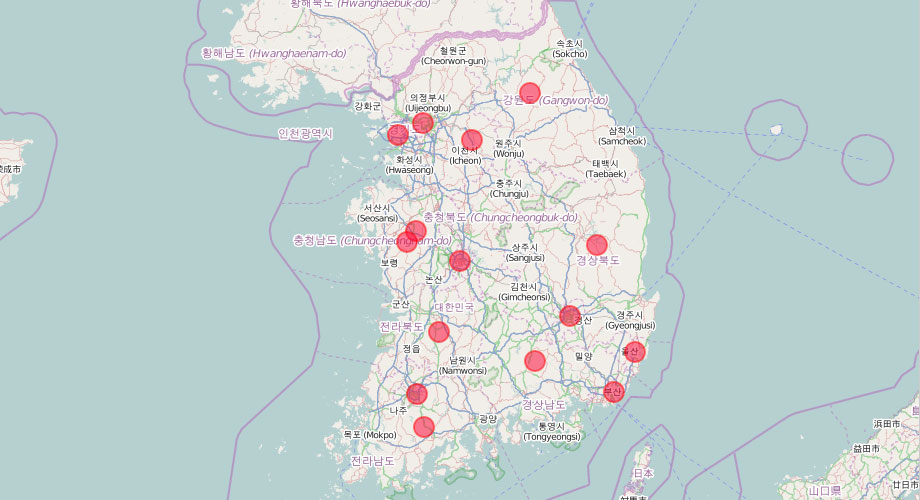 황해북도 (Hwanghaebuk-do)
속초시
(Sokcho)
황해남도 (Hwanghaenam-do)
철원군
(Cheorwon-gun)
강화군
의정부시
(Uijeongbu)
강원도 (Gangwon-do)
인천광역시
삼척시
(Samcheok)
이천시
(Icheon)
원주시
(Wonju)
화성시
(Hwaseong)
태백시
(Taebaek)
충주시
(Chungju)
서산시
(Seosansi)
충청북도 (Chungcheongbuk-do)
충청남도 (Chungcheongnam-do)
상주시
(Sangjusi)
보령
경상북도
논산
김천시
(Gimcheonsi)
군산
대한민국
경산
경주시
(Gyeongjusi)
전라북도
정읍
울산
밀양
남원시
(Namwonsi)
부산
나주
경상남도
광양
통영시
(Tongyeongsi)
목포 (Mokpo)
전라남도
日本
浜田市
益田市
山口県
廿日市